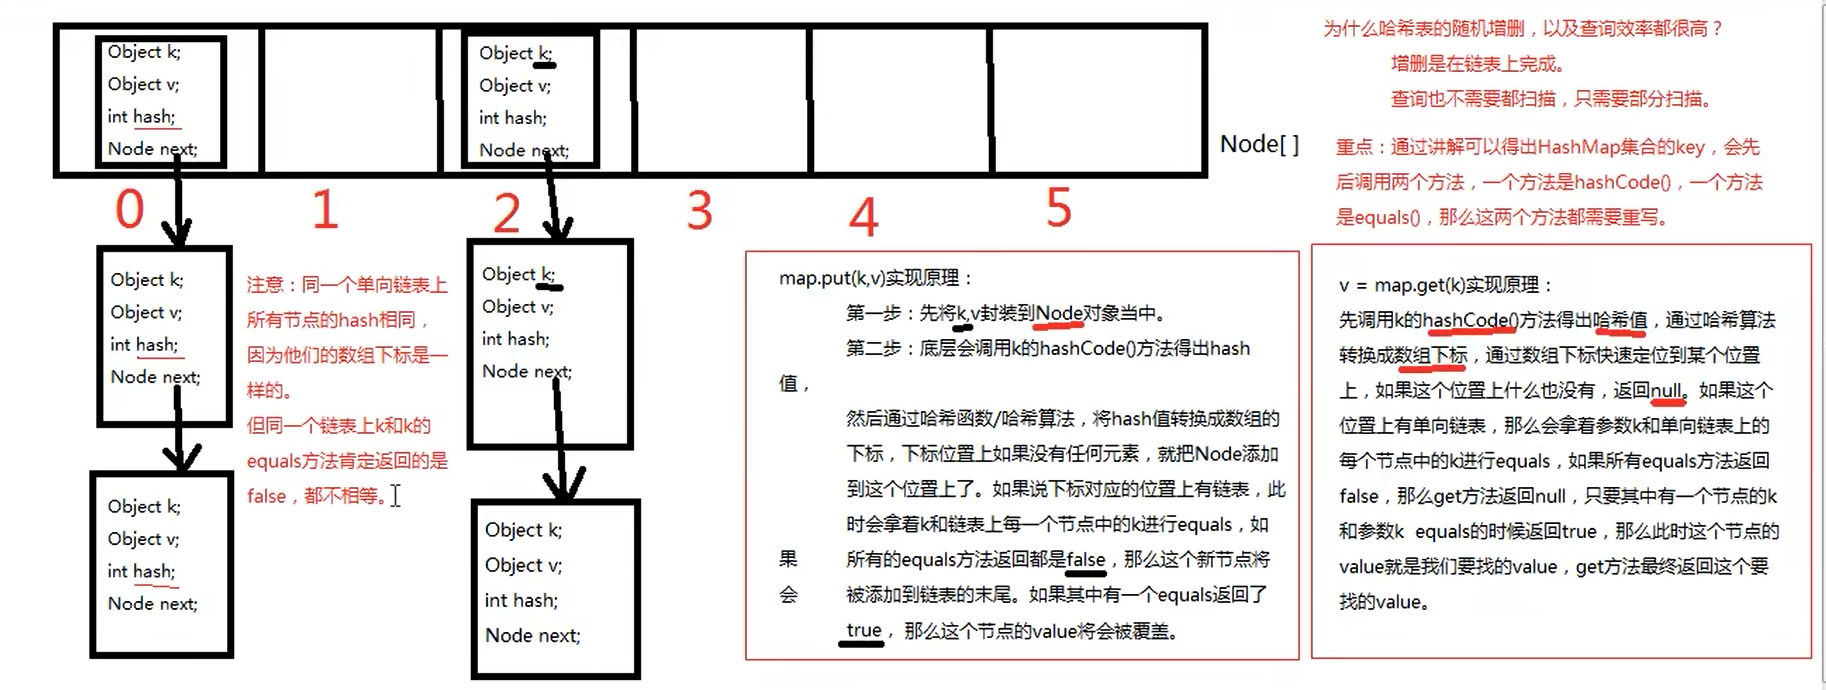 Object k;
Object v;
int hash;
Node next;
Object k;
Object v;
int hash;
Node next;
Node[ ]
0
1
2
3
4
5
Object k;
Object v;
int hash;
Node next;
Object k;
Object v;
int hash;
Node next;
Object k;
Object v;
int hash;
Node next;
Object k;
Object v;
int hash;
Node next;
注意：同一个单向链表上
所有节点的hash相同，
因为他们的数组下标是一
样的。
但同一个链表上k和k的
equals方法肯定返回的是
false，都不相等。
为什么哈希表的随机增删，以及查询效率都很高？
增删是在链表上完成。
查询也不需要都扫描，只需要部分扫描。
重点：通过讲解可以得出HashMap集合的key，会先
后调用两个方法，一个方法是hashCode()，一个方法
是equals()，那么这两个方法都需要重写。
map.put(k,v)实现原理：
第一步：先将k,v封装到Node对象当中。
第二步：底层会调用k的hashCode()方法得出hash
值，
然后通过哈希函数/哈希算法，将hash值转换成数组的
下标，下标位置上如果没有任何元素，就把Node添加
到这个位置上了。如果说下标对应的位置上有链表，此
时会拿着k和链表上每一个节点中的k进行equals，如
果 所有的equals方法返回都是false，那么这个新节点将
会 被添加到链表的末尾。如果其中有一个equals返回了
true，那么这个节点的value将会被覆盖。
v = map.get(k)实现原理：
先调用k的hashCode()方法得出哈希值，通过哈希算法
转换成数组下标，通过数组下标快速定位到某个位置
上，如果这个位置上什么也没有，返回null。如果这个
位置上有单向链表，那么会拿着参数k和单向链表上的
每个节点中的k进行equals，如果所有equals方法返回
false，那么get方法返回null，只要其中有一个节点的k
和参数k equals的时候返回true，那么此时这个节点的
value就是我们要找的value，get方法最终返回这个要
找的value。